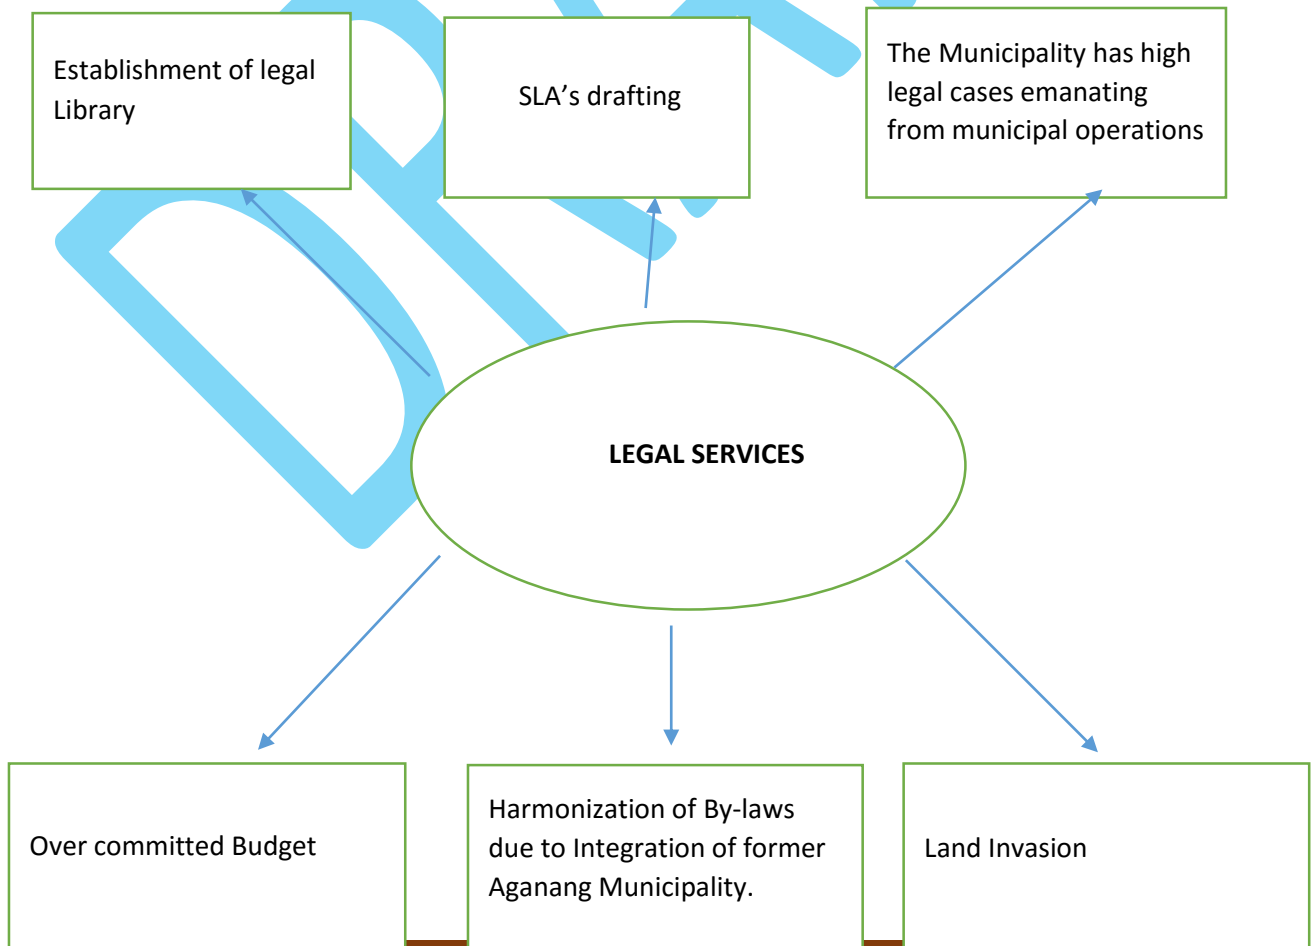 Establishment of legal
Library
SLA’s drafting
The Municipality has high
legal cases emanating
from municipal operations
LEGAL SERVICES
Over committed Budget
Harmonization of By-laws
due to Integration of former
Aganang Municipality.
Land Invasion